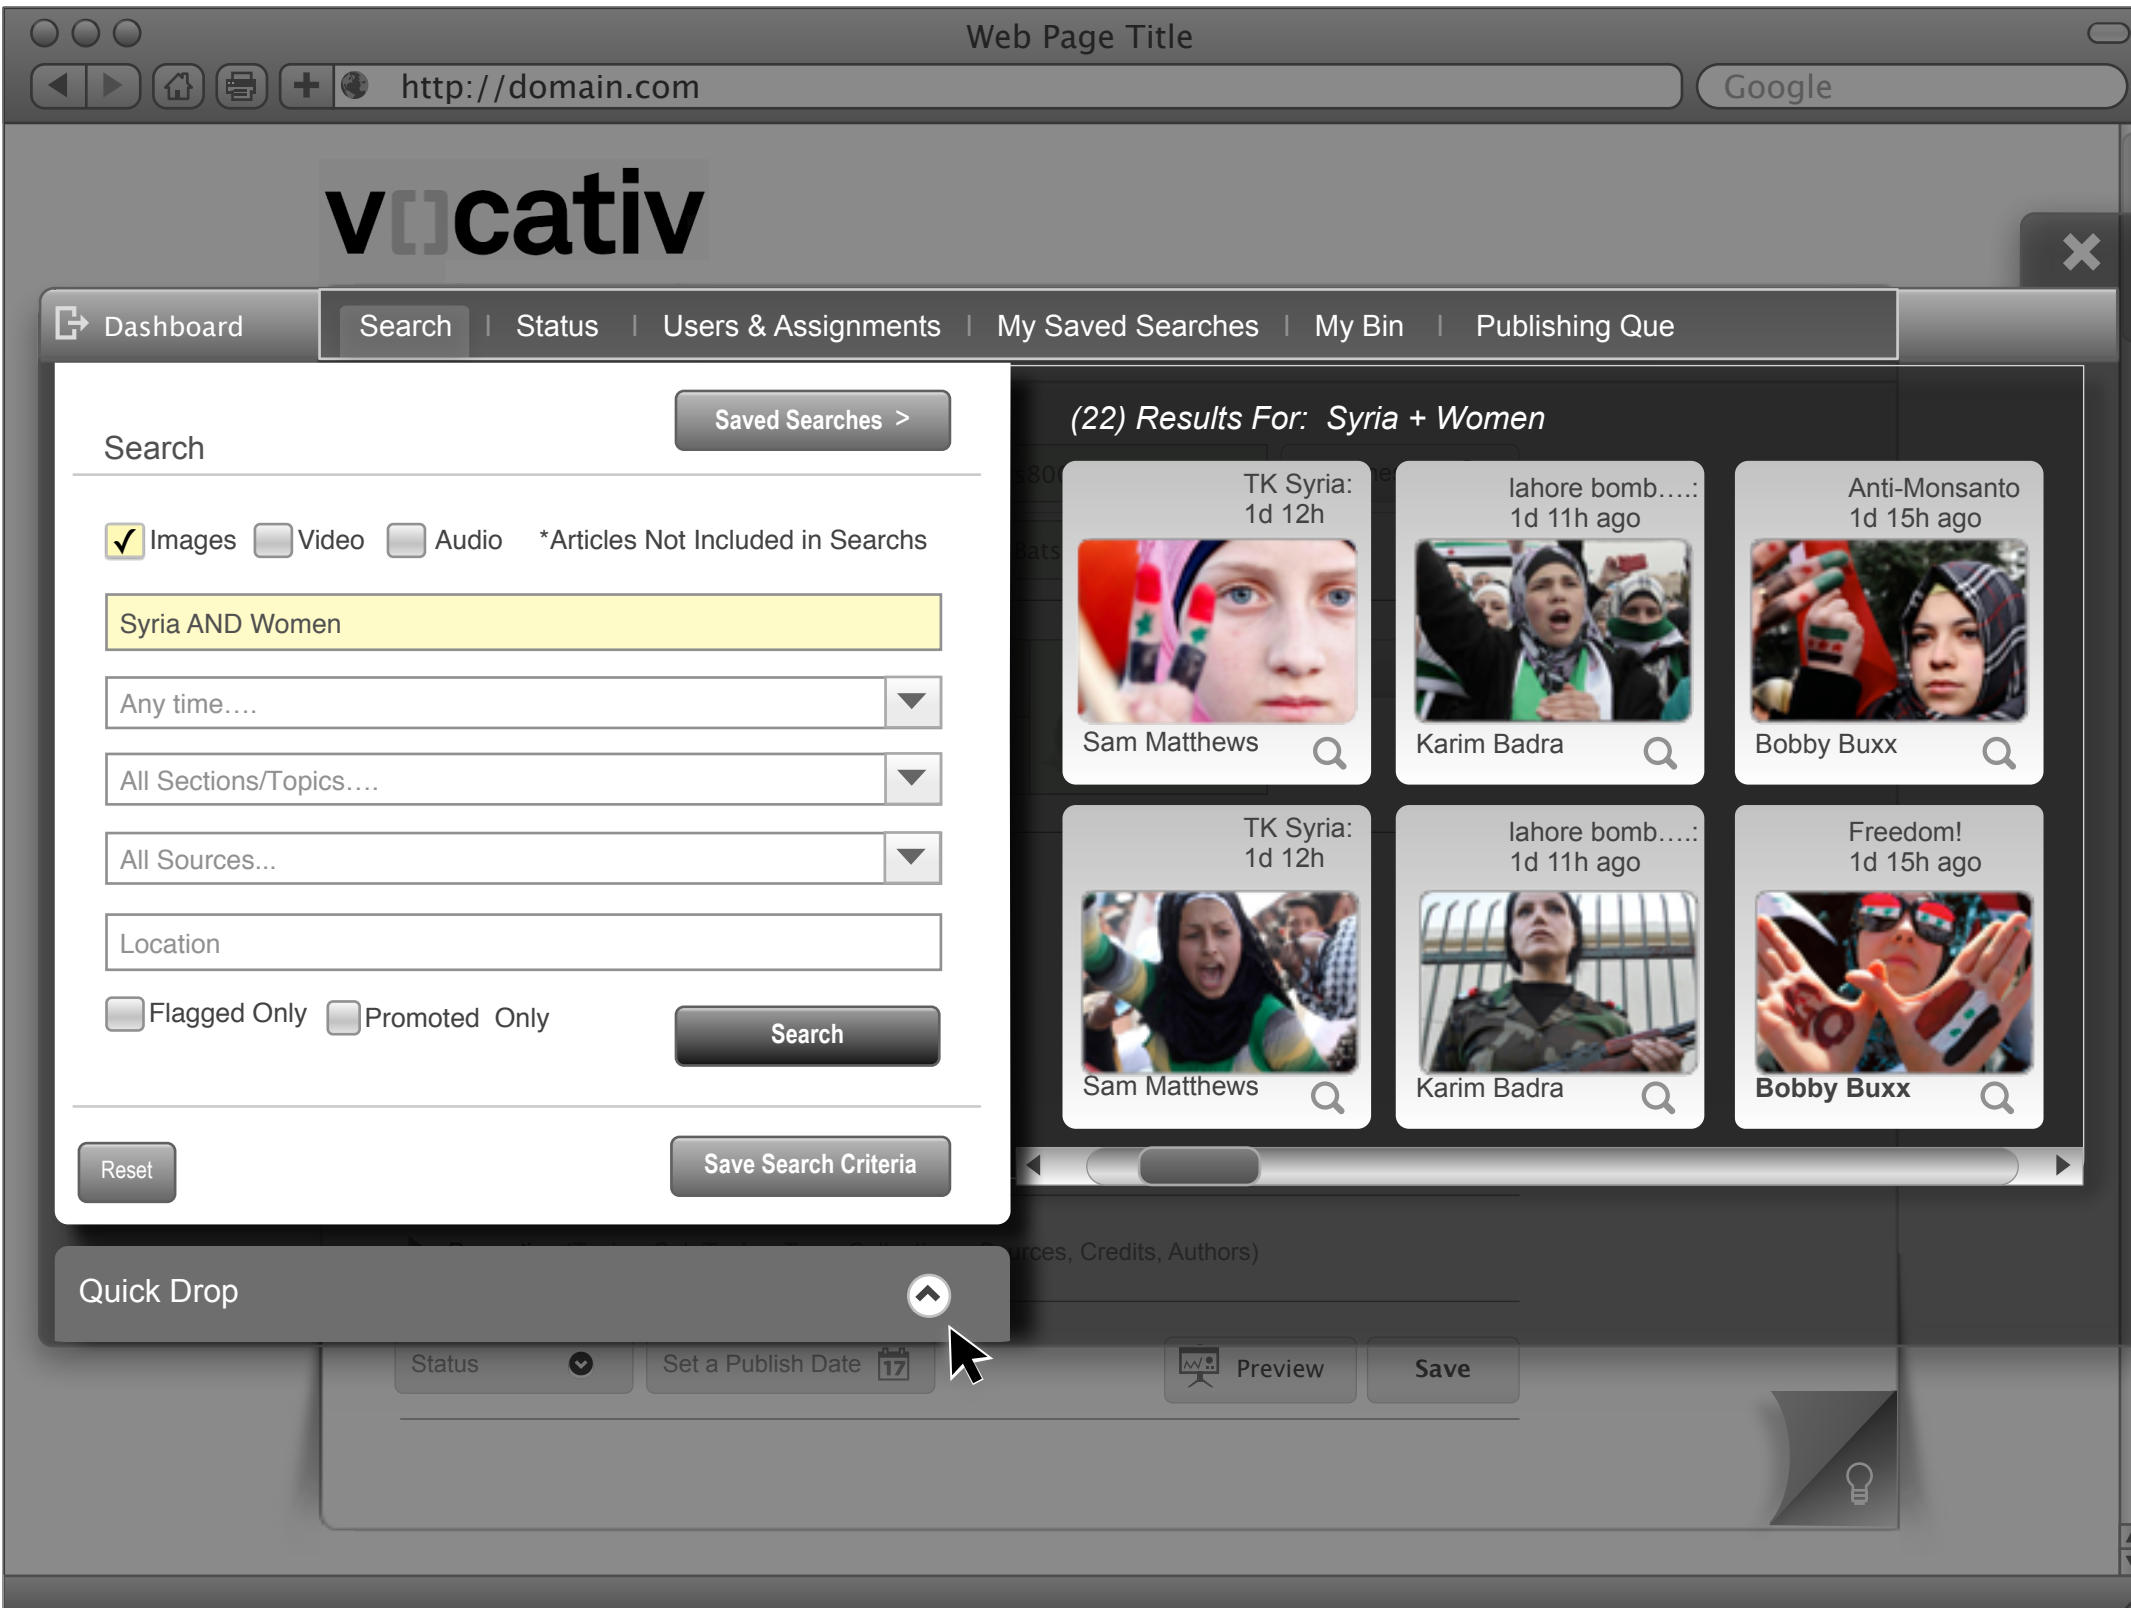 Web Page Title
http://domain.com
Google
v[]cativ
Dashboard
Search | Status | Users & Assignments | My Saved Searches | My Bin | Publishing Que
Saved Searches >
Search
Images Video Audio *Articles Not Included in Searchs
Syria AND Women
Any time....
All Sections/Topics....
All Sources...
Location
Flagged Only Promoted Only
Search
Reset
Save Search Criteria
(22) Results For: Syria + Women
TK Syria:
1d 12h
Sam Matthews
lahore bomb....:
1d 11h ago
Karim Badra
Anti-Monsanto
1d 15h ago
Bobby Buxx
TK Syria:
1d 12h
Sam Matthews
lahore bomb....:
1d 11h ago
Karim Badra
Freedom!
1d 15h ago
Bobby Buxx
Credits, Authors)
Quick Drop
Status
Set a Publish Date 17
Preview
Save